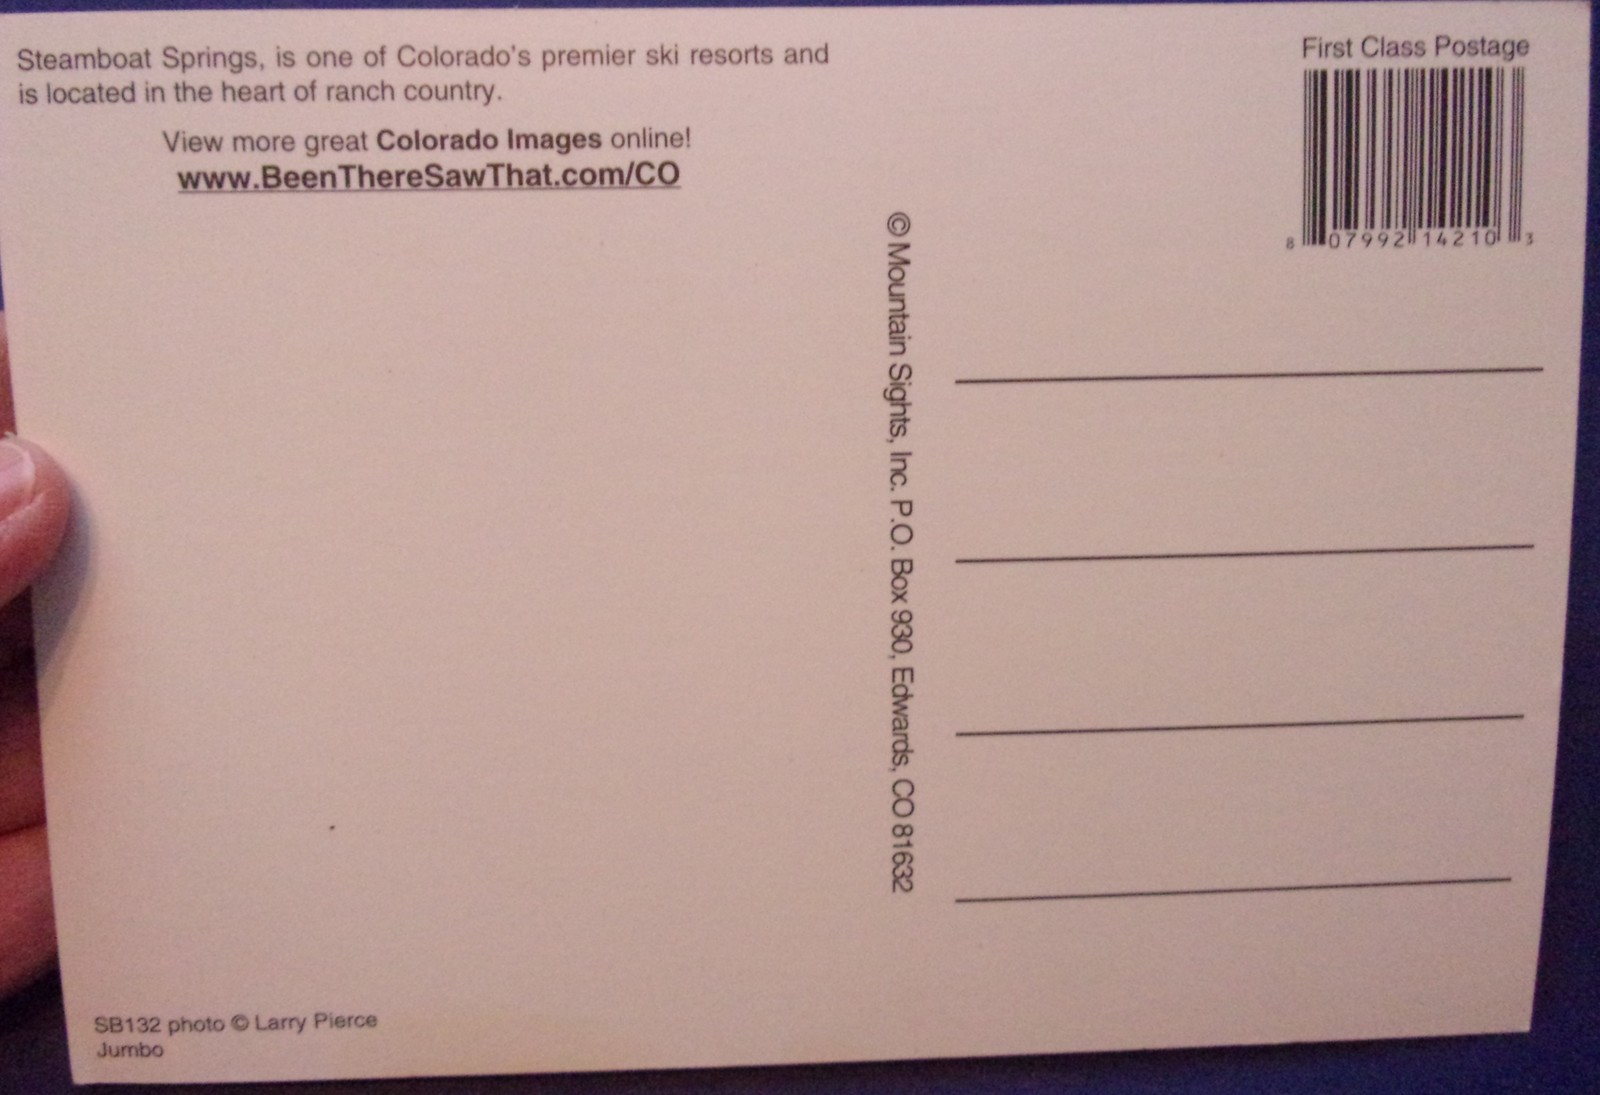 Steamboat Springs, is one of Colorado's premier ski resorts and
is located in the heart of ranch country.
View more great Colorado Images online!
www.BeenThereSawThat.com/CO
First Class Postage
8 07992 14210 3
© Mountain Sights, Inc. P.O. Box 930, Edwards, CO 81632
SB132 photo © Larry Pierce
Jumbo